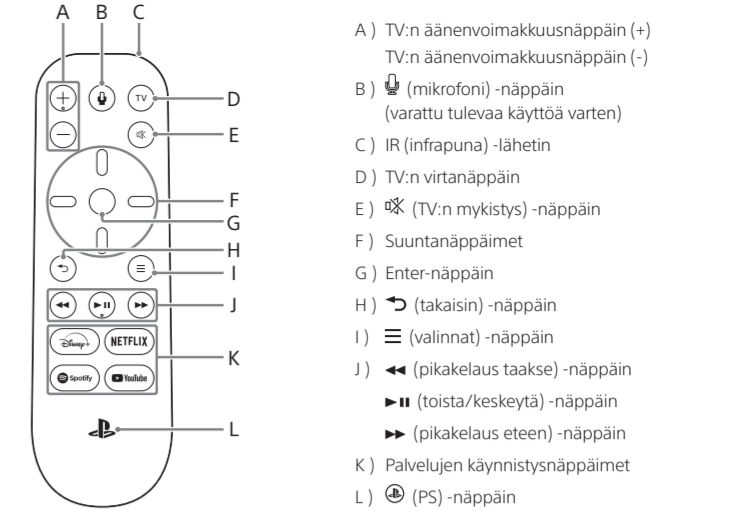 A B C
TV
D
E
F
G
H
I
J
Disney+ NETFLIX
K
Spotify YouTube
L
A ) TV:n äänenvoimakkuusnäppäin (+)
TV:n äänenvoimakkuusnäppäin (-)
B ) (mikrofoni) -näppäin
(varattu tulevaa käyttöä varten)
C ) IR (infrapuna) -lähetin
D ) TV:n virtanäppäin
E ) (TV:n mykistys) -näppäin
F ) Suuntanäppäimet
G ) Enter-näppäin
H ) (takaisin) -näppäin
I ) (valinnat) -näppäin
J ) (pikakelaus taakse) -näppäin
(toista/keskeytä) -näppäin
(pikakelaus eteen) -näppäin
K ) Palvelujen käynnistysnäppäimet
L ) (PS) -näppäin